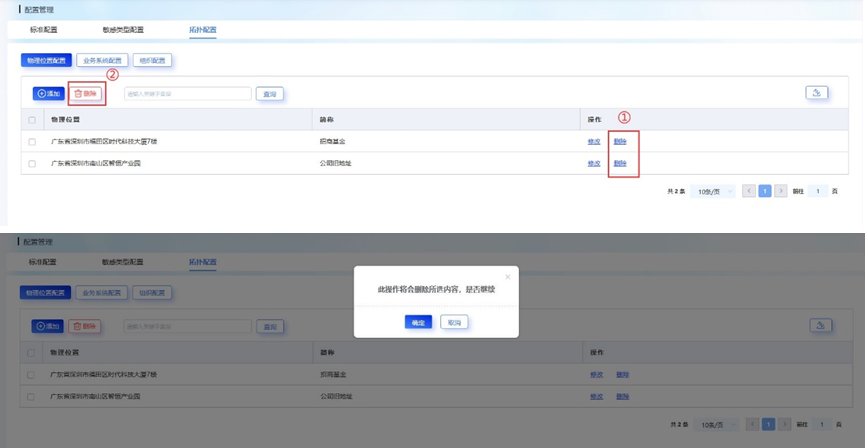 配置管理
标准配置 敏感类型配置 拓扑配置
物理位置配置 业务系统配置 组织配置
②
添加 删除 请输入关键字查询 查询
①
物理位置 简称 操作
广东省深圳市福田区时代科技大厦7楼 招商基金 修改 删除
广东省深圳市南山区智恒产业园 公司旧地址 修改 删除
共 2 条 10条/页 1 前往 1 页
配置管理
标准配置 敏感类型配置 拓扑配置
物理位置配置 业务系统配置 组织配置
此操作将会删除所选内容，是否继续
确定 取消
添加 删除 请输入关键字查询 查询
物理位置 简称 操作
广东省深圳市福田区时代科技大厦7楼 招商基金 修改 删除
广东省深圳市南山区智恒产业园 公司旧地址 修改 删除
共 2 条 10条/页 1 前往 1 页